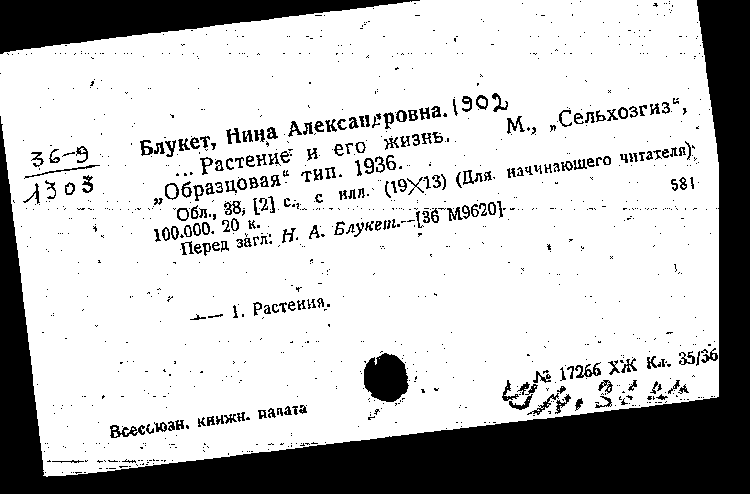 36-9
1303
Блукет, Нина Александровна. 1902
... Растение и его жизнь. М., „Сельхозгиз“,
„Образцовая“ тип. 1936.
Обл., 38, [2] с., с илл. (19×13) (Для начинающего читателя).
100.000. 20 к. 581
Перед загл: Н. А. Блукет.—[36 М9620]
—— 1. Растения.
№ 17266 ХЖ Кл. 35/36
Всесоюзн. книжн. палата